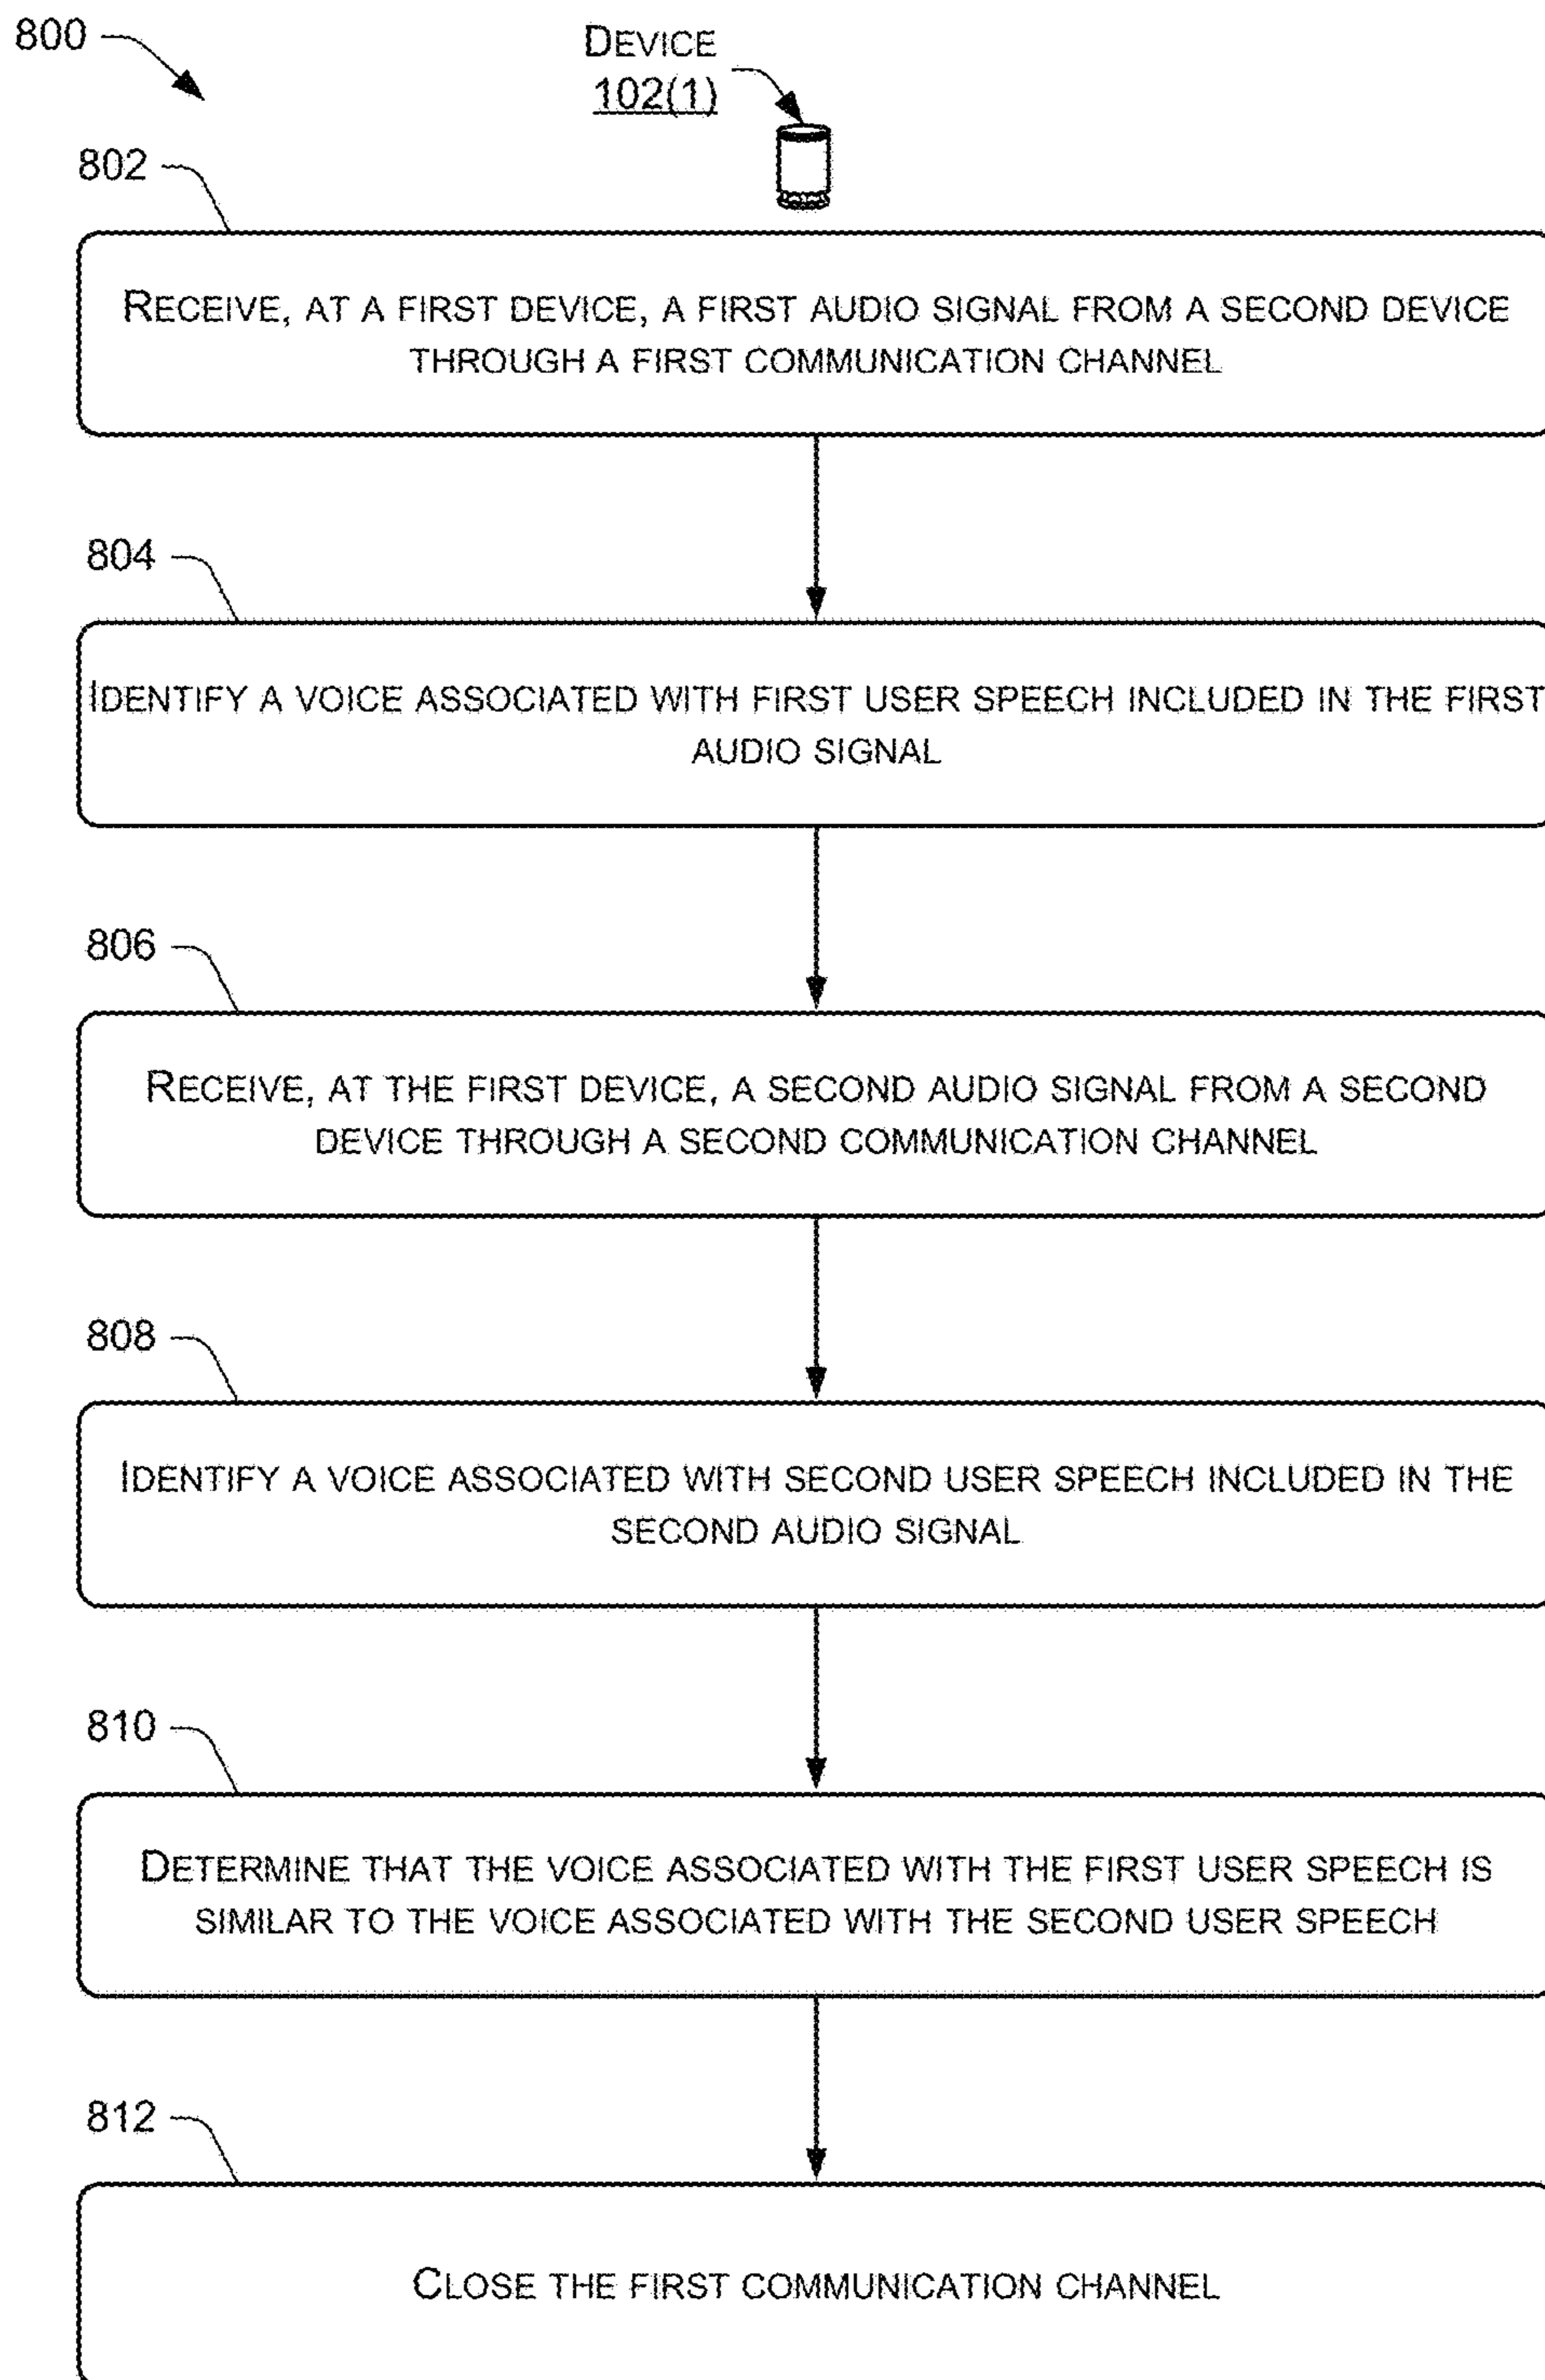 800
DEVICE
102(1)
802
RECEIVE, AT A FIRST DEVICE, A FIRST AUDIO SIGNAL FROM A SECOND DEVICE
THROUGH A FIRST COMMUNICATION CHANNEL
804
IDENTIFY A VOICE ASSOCIATED WITH FIRST USER SPEECH INCLUDED IN THE FIRST
AUDIO SIGNAL
806
RECEIVE, AT THE FIRST DEVICE, A SECOND AUDIO SIGNAL FROM A SECOND
DEVICE THROUGH A SECOND COMMUNICATION CHANNEL
808
IDENTIFY A VOICE ASSOCIATED WITH SECOND USER SPEECH INCLUDED IN THE
SECOND AUDIO SIGNAL
810
DETERMINE THAT THE VOICE ASSOCIATED WITH THE FIRST USER SPEECH IS
SIMILAR TO THE VOICE ASSOCIATED WITH THE SECOND USER SPEECH
812
CLOSE THE FIRST COMMUNICATION CHANNEL